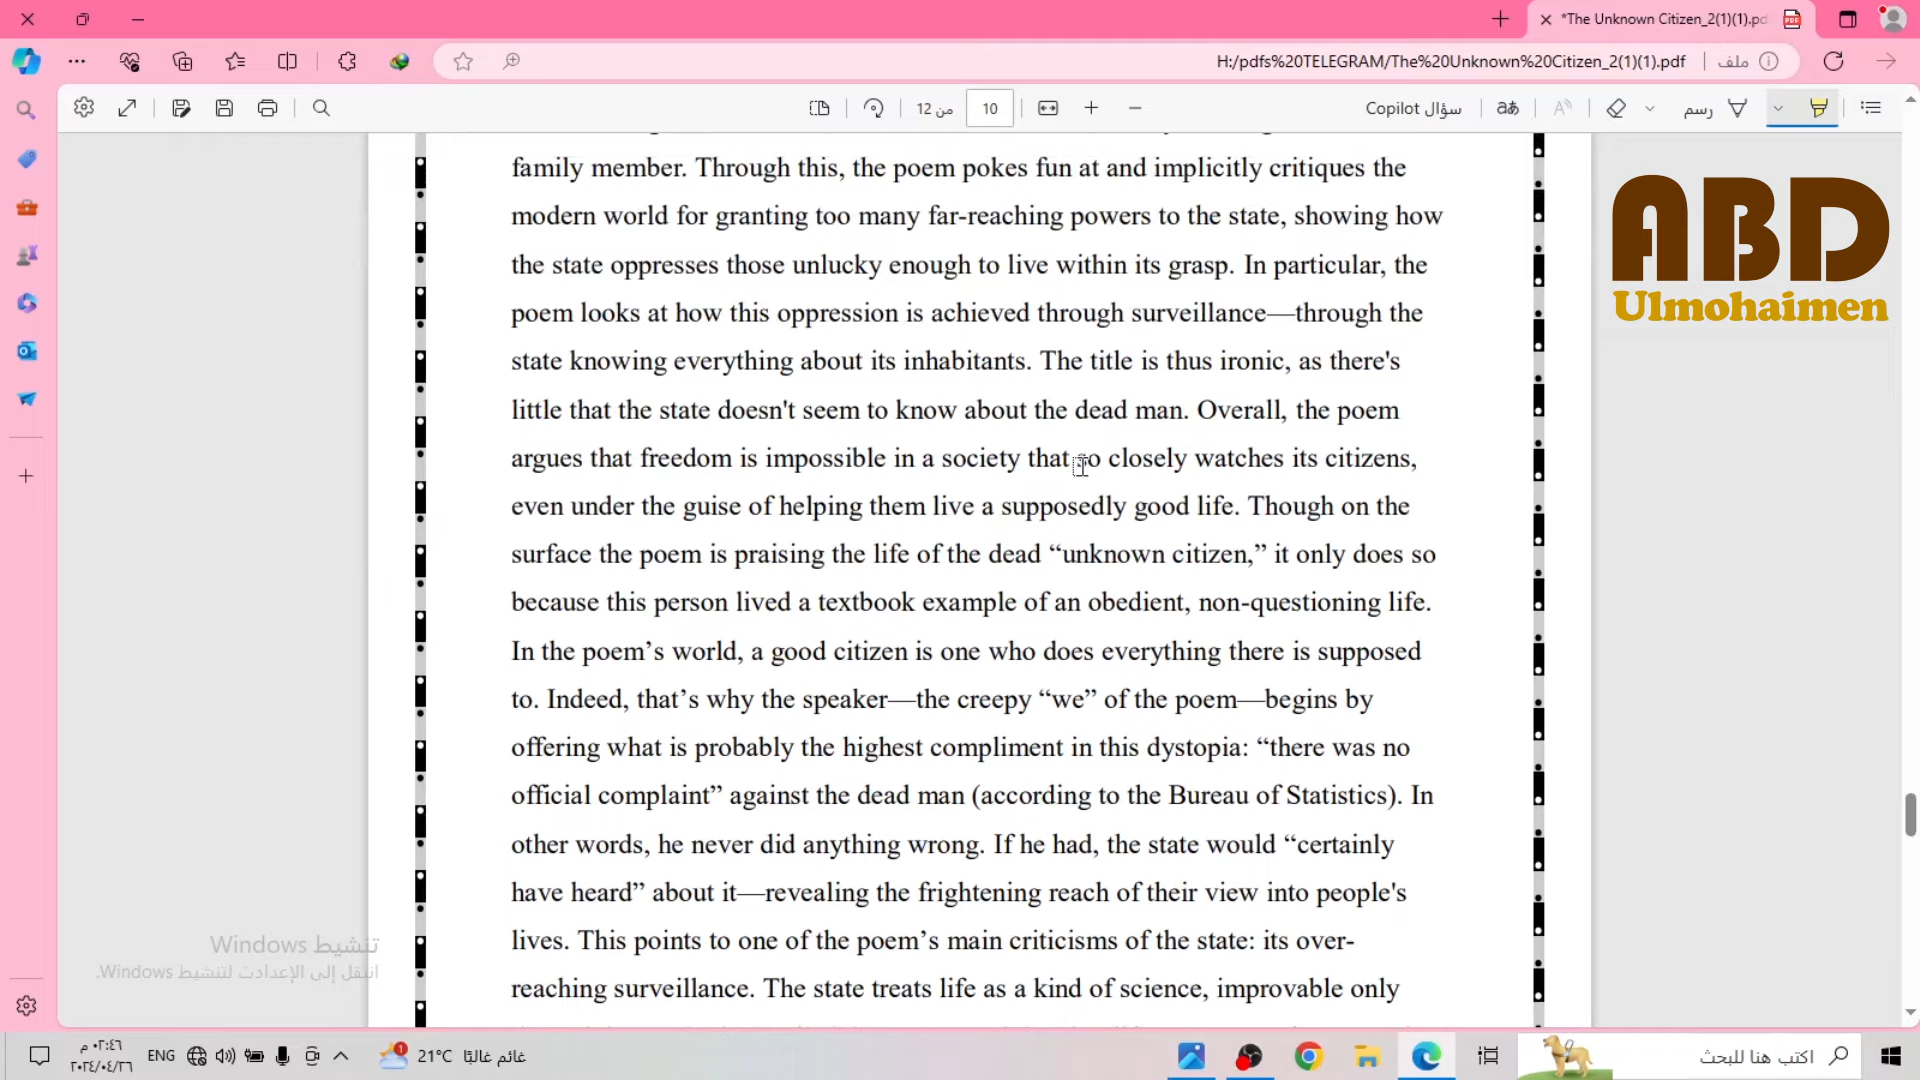 *The Unknown Citizen_2(1)(1).pd
H:/pdfs%20TELEGRAM/The%20Unknown%20Citizen_2(1)(1).pdf
ملف
10
من 12
سؤال Copilot
رسم
family member. Through this, the poem pokes fun at and implicitly critiques the
modern world for granting too many far-reaching powers to the state, showing how
the state oppresses those unlucky enough to live within its grasp. In particular, the
poem looks at how this oppression is achieved through surveillance—through the
state knowing everything about its inhabitants. The title is thus ironic, as there's
little that the state doesn't seem to know about the dead man. Overall, the poem
argues that freedom is impossible in a society that so closely watches its citizens,
even under the guise of helping them live a supposedly good life. Though on the
surface the poem is praising the life of the dead “unknown citizen,” it only does so
because this person lived a textbook example of an obedient, non-questioning life.
In the poem’s world, a good citizen is one who does everything there is supposed
to. Indeed, that’s why the speaker—the creepy “we” of the poem—begins by
offering what is probably the highest compliment in this dystopia: “there was no
official complaint” against the dead man (according to the Bureau of Statistics). In
other words, he never did anything wrong. If he had, the state would “certainly
have heard” about it—revealing the frightening reach of their view into people's
lives. This points to one of the poem’s main criticisms of the state: its over-
reaching surveillance. The state treats life as a kind of science, improvable only
ABD
Ulmohaimen
تنشيط Windows
انتقل إلى الإعدادت لتنشيط Windows.
٠٢:٤٦ م
٢٠٢٤/٠٤/٢٦
ENG
21°C غائم غالبًا
اكتب هنا للبحث